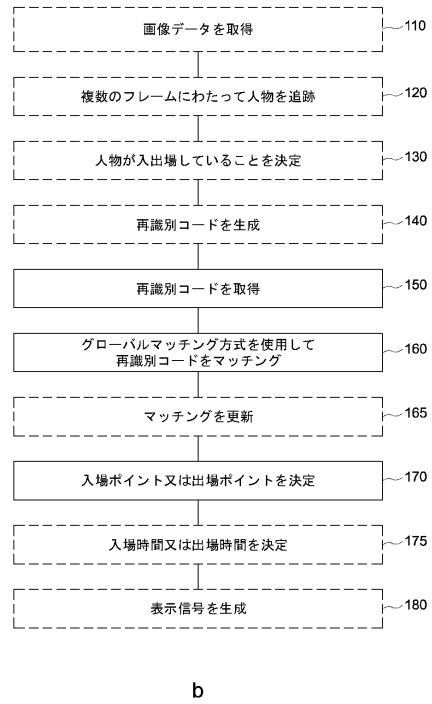 画像データを取得 110
複数のフレームにわたって人物を追跡 120
人物が入出場していることを決定 130
再識別コードを生成 140
再識別コードを取得 150
グローバルマッチング方式を使用して
再識別コードをマッチング 160
マッチングを更新 165
入場ポイント又は出場ポイントを決定 170
入場時間又は出場時間を決定 175
表示信号を生成 180
b